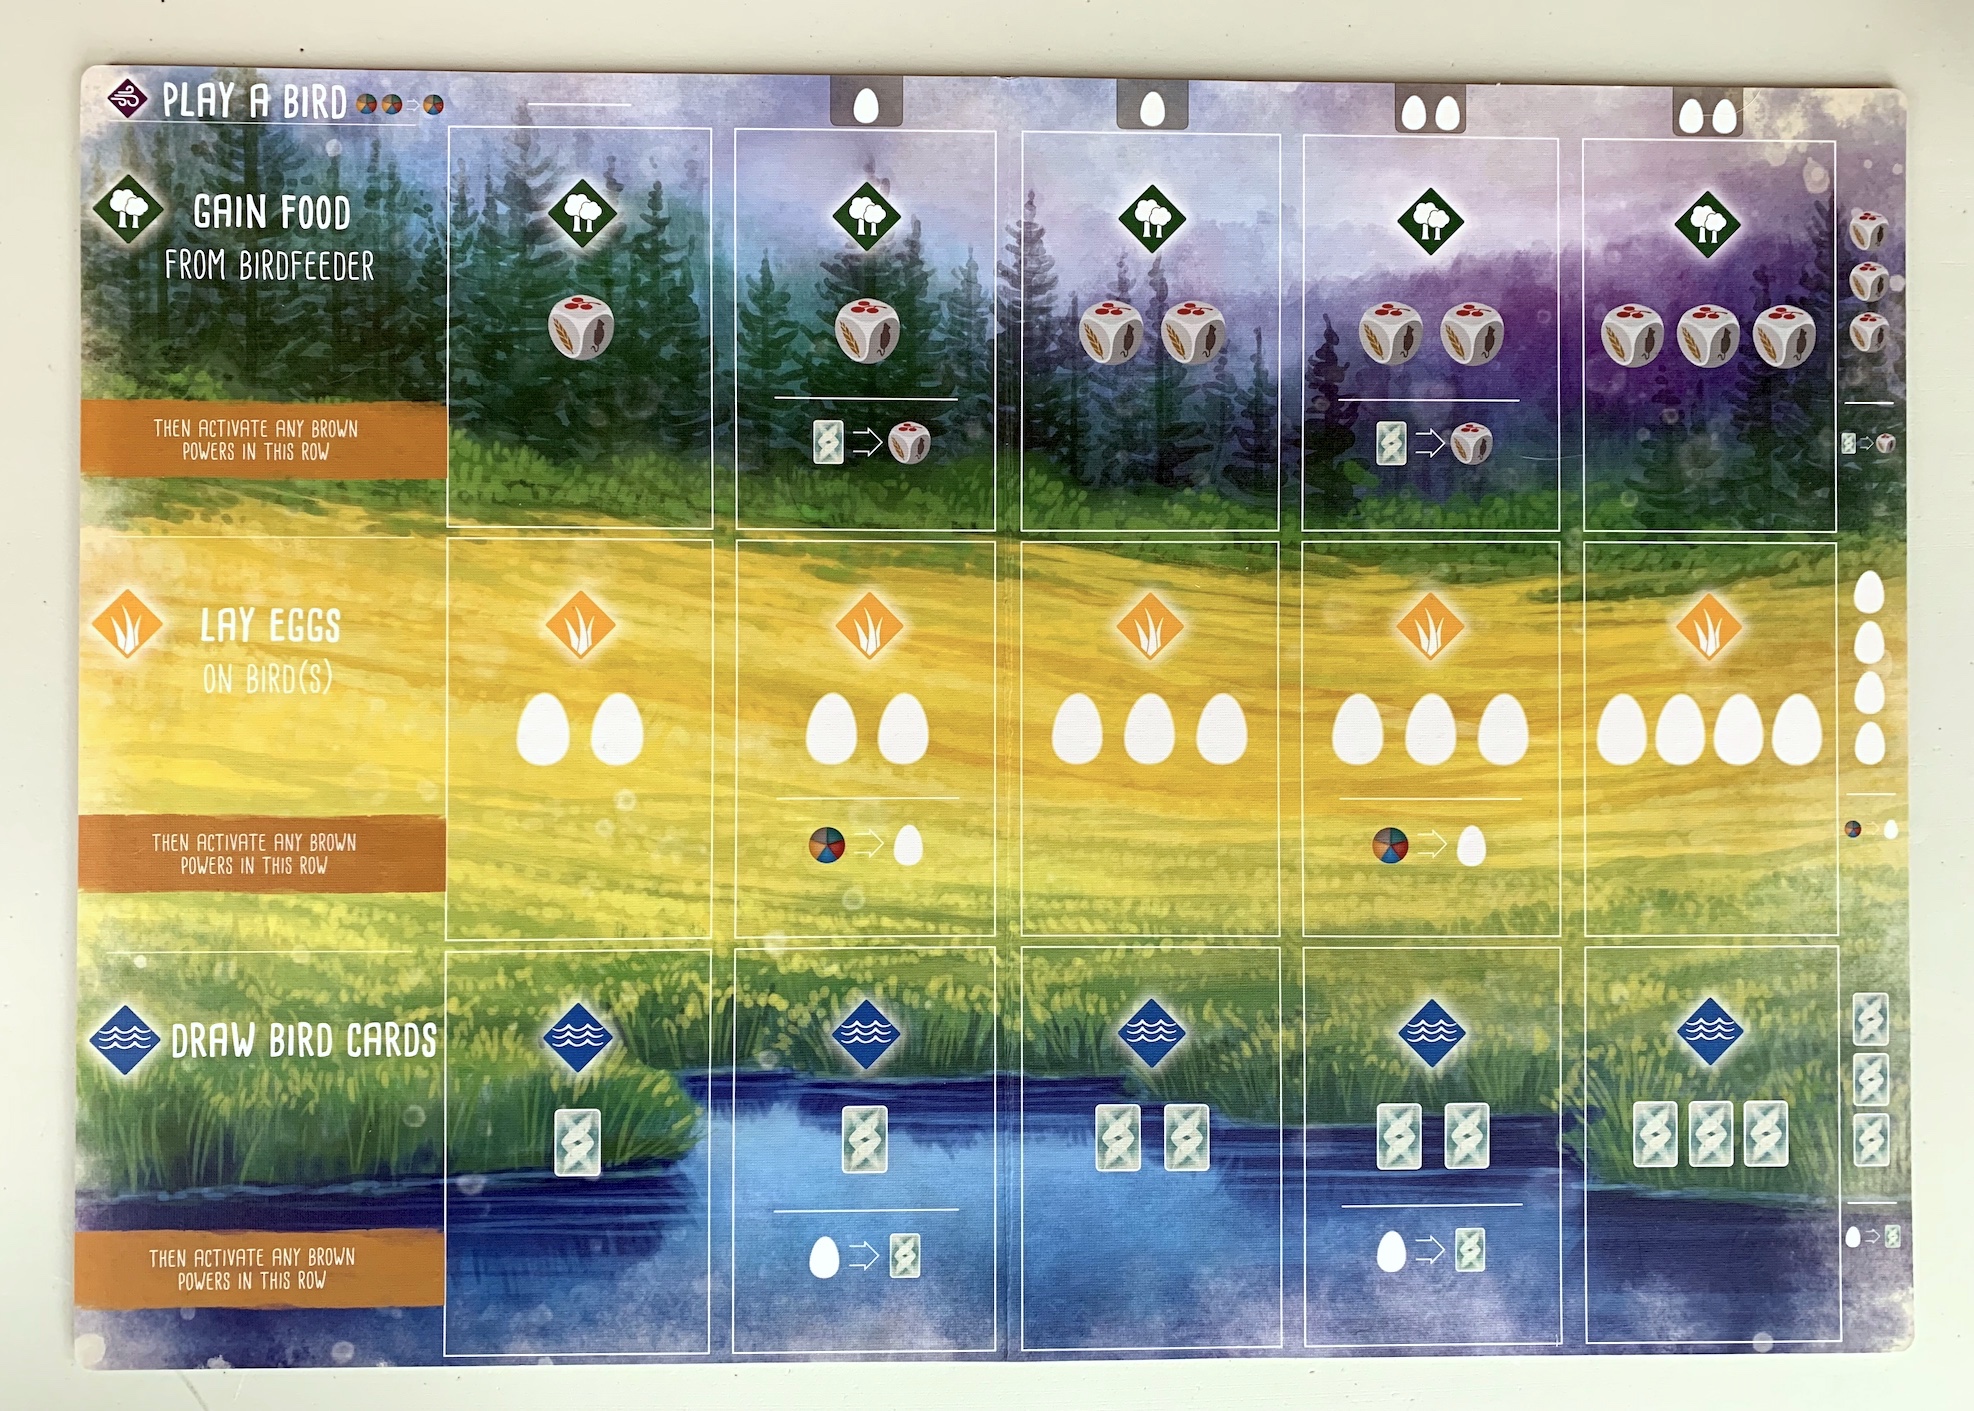 PLAY A BIRD
GAIN FOOD
FROM BIRDFEEDER
THEN ACTIVATE ANY BROWN
POWERS IN THIS ROW
LAY EGGS
ON BIRD(S)
THEN ACTIVATE ANY BROWN
POWERS IN THIS ROW
DRAW BIRD CARDS
THEN ACTIVATE ANY BROWN
POWERS IN THIS ROW